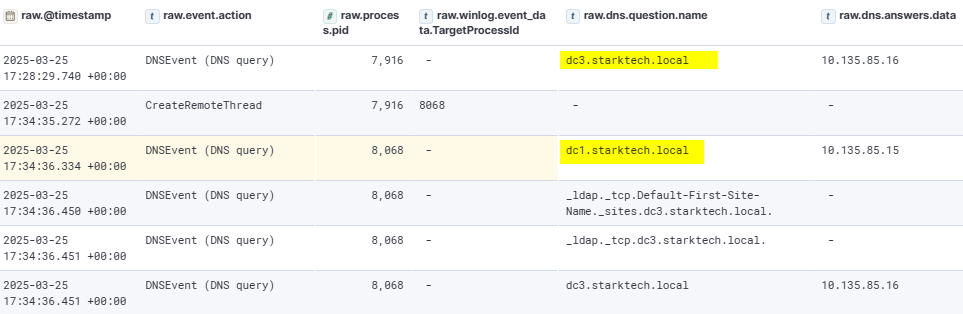 raw.@timestamp raw.event.action raw.proces raw.winlog.event_da raw.dns.question.name raw.dns.answers.data
s.pid ta.TargetProcessId
2025-03-25 DNSEvent (DNS query) 7,916 - dc3.starktech.local 10.135.85.16
17:28:29.740 +00:00
2025-03-25 CreateRemoteThread 7,916 8068 - -
17:34:35.272 +00:00
2025-03-25 DNSEvent (DNS query) 8,068 - dc1.starktech.local 10.135.85.15
17:34:36.334 +00:00
2025-03-25 DNSEvent (DNS query) 8,068 - _ldap._tcp.Default-First-Site- -
17:34:36.450 +00:00 Name._sites.dc3.starktech.local.
2025-03-25 DNSEvent (DNS query) 8,068 - _ldap._tcp.dc3.starktech.local. -
17:34:36.451 +00:00
2025-03-25 DNSEvent (DNS query) 8,068 - dc3.starktech.local 10.135.85.16
17:34:36.451 +00:00